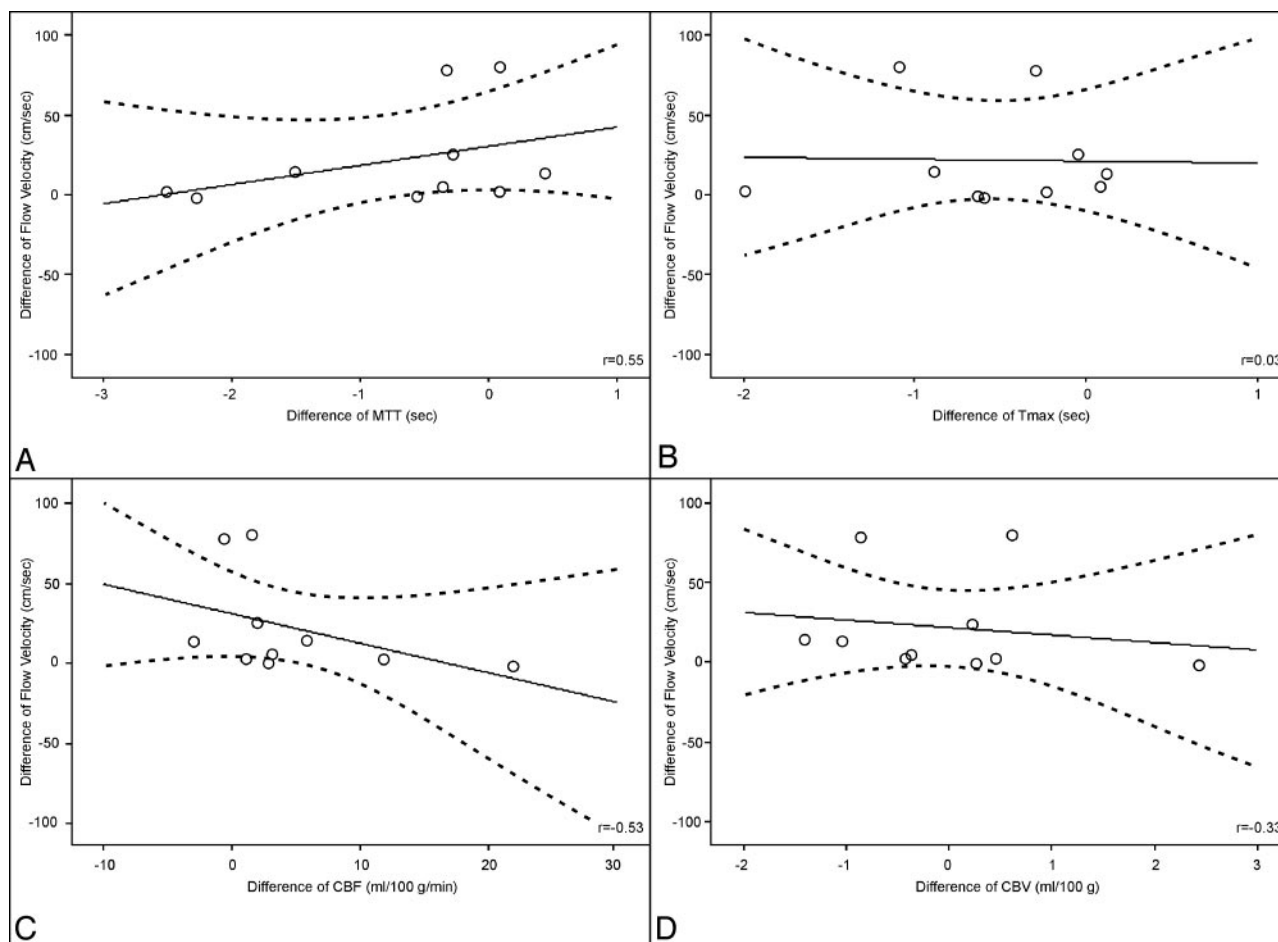 100
50
0
-50
-100
Difference of Flow Velocity (cm/sec)
r=0.55
-3 -2 -1 0 1
Difference of MTT (sec)
A
100
50
0
-50
-100
Difference of Flow Velocity (cm/sec)
r=0.03
-2 -1 0 1
Difference of Tmax (sec)
B
100
50
0
-50
-100
Difference of Flow Velocity (cm/sec)
r=-0.53
-10 0 10 20 30
Difference of CBF (ml/100 g/min)
C
100
50
0
-50
-100
Difference of Flow Velocity (cm/sec)
r=-0.33
-2 -1 0 1 2 3
Difference of CBV (ml/100 g)
D